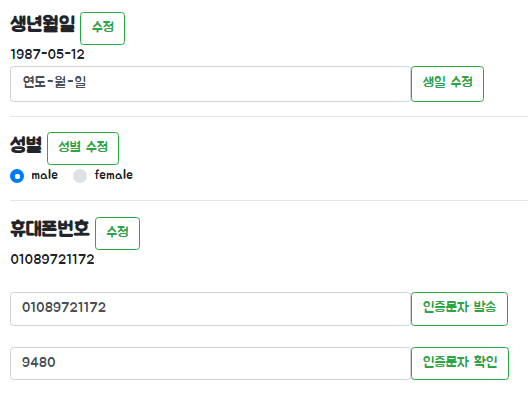 생년월일 수정
1987-05-12
연도-월-일 생일 수정
성별 성별 수정
male female
휴대폰번호 수정
01089721172
01089721172 인증문자 발송
9480 인증문자 확인